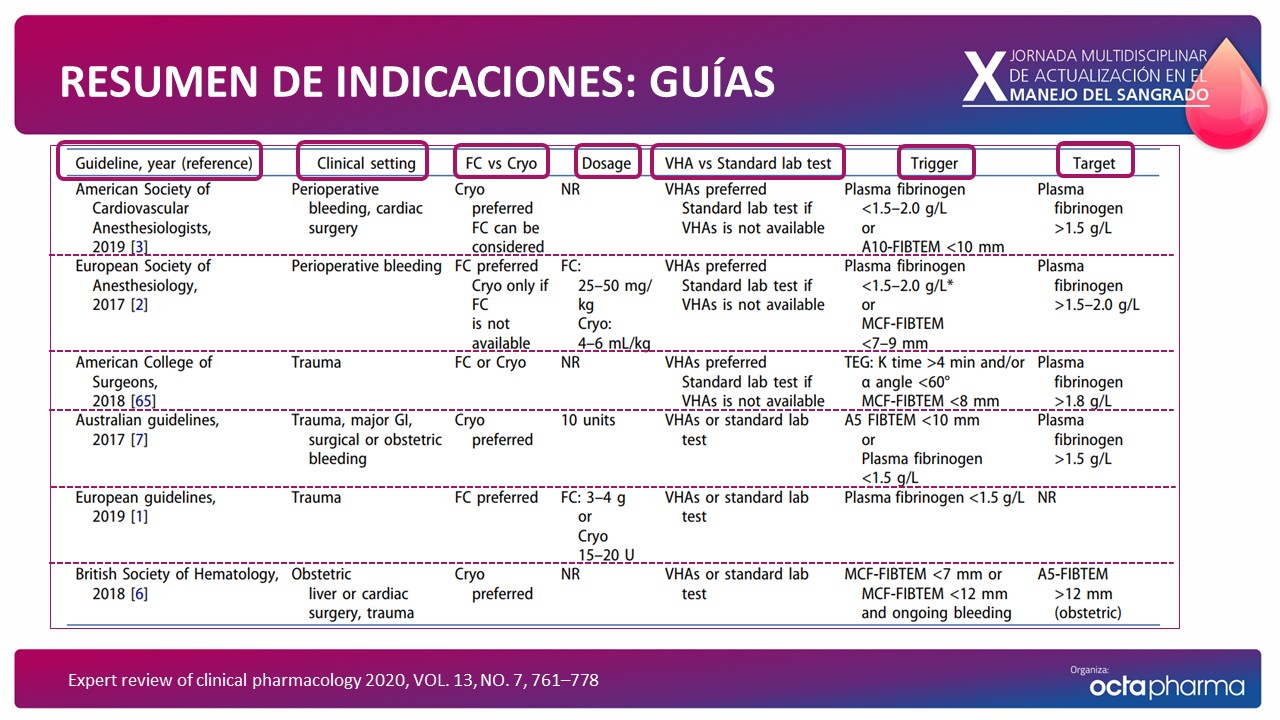 RESUMEN DE INDICACIONES: GUÍAS
X JORNADA MULTIDISCIPLINAR
DE ACTUALIZACIÓN EN EL
MANEJO DEL SANGRADO
Guideline, year (reference) Clinical setting FC vs Cryo Dosage VHA vs Standard lab test Trigger Target
American Society of Perioperative Cryo NR VHAs preferred Plasma fibrinogen Plasma
Cardiovascular bleeding, cardiac preferred Standard lab test if <1.5–2.0 g/L fibrinogen
Anesthesiologists, surgery FC can be VHAs is not available or >1.5 g/L
2019 [3] considered A10-FIBTEM <10 mm
European Society of Perioperative bleeding FC preferred FC: VHAs preferred Plasma fibrinogen Plasma
Anesthesiology, Cryo only if 25–50 mg/ Standard lab test if <1.5–2.0 g/L* fibrinogen
2017 [2] FC kg VHAs is not available or >1.5–2.0 g/L
is not Cryo: MCF-FIBTEM
available 4–6 mL/kg <7–9 mm
American College of Trauma FC or Cryo NR VHAs preferred TEG: K time >4 min and/or Plasma
Surgeons, Standard lab test if α angle <60° fibrinogen
2018 [65] VHAs is not available MCF-FIBTEM <8 mm >1.8 g/L
Australian guidelines, Trauma, major GI, Cryo 10 units VHAs or standard lab A5 FIBTEM <10 mm Plasma
2017 [7] surgical or obstetric preferred test or fibrinogen
bleeding Plasma fibrinogen >1.5 g/L
<1.5 g/L
European guidelines, Trauma FC preferred FC: 3–4 g VHAs or standard lab Plasma fibrinogen <1.5 g/L NR
2019 [1] or test
Cryo
15–20 U
British Society of Hematology, Obstetric Cryo NR VHAs or standard lab MCF-FIBTEM <7 mm or A5-FIBTEM
2018 [6] liver or cardiac preferred test MCF-FIBTEM <12 mm >12 mm
surgery, trauma and ongoing bleeding (obstetric)
Expert review of clinical pharmacology 2020, VOL. 13, NO. 7, 761–778
Organiza:
octapharma